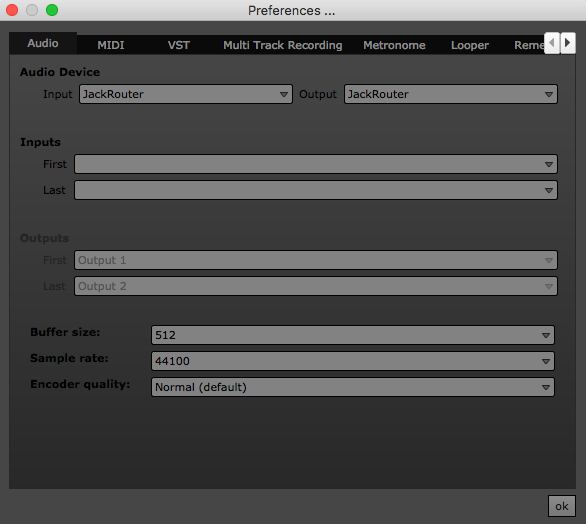 Preferences ...
Audio MIDI VST Multi Track Recording Metronome Looper Reme
Audio Device
Input JackRouter Output JackRouter
Inputs
First
Last
Outputs
First Output 1
Last Output 2
Buffer size: 512
Sample rate: 44100
Encoder quality: Normal (default)
ok